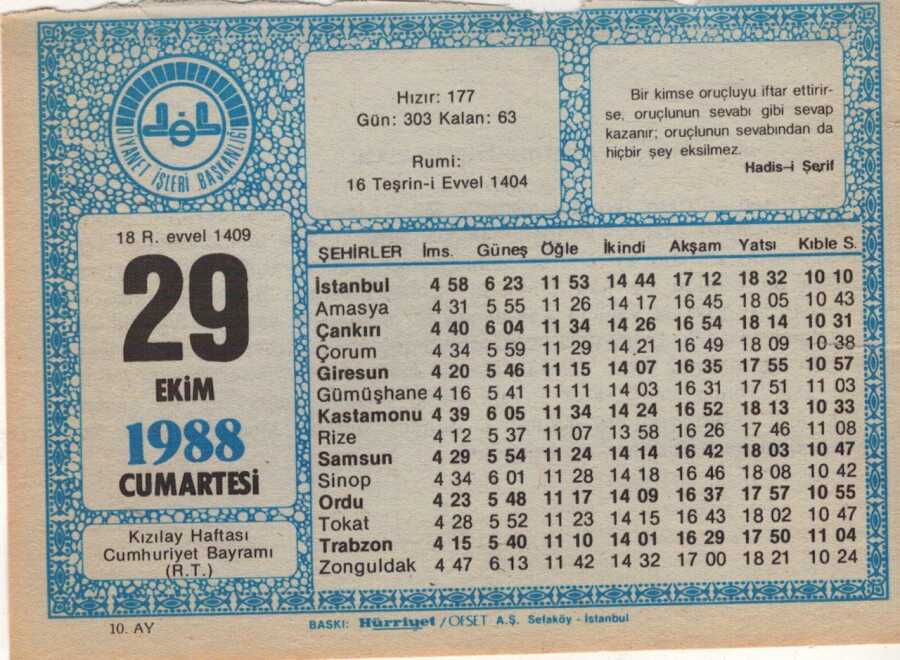 DİYANET İŞLERİ BAŞKANLIĞI
Hızır: 177
Gün: 303 Kalan: 63
Rumi:
16 Teşrin-i Evvel 1404
Bir kimse oruçluyu iftar ettirir-
se, oruçlunun sevabı gibi sevap
kazanır; oruçlunun sevabından da
hiçbir şey eksilmez.
Hadis-i Şerif
18 R. evvel 1409
29
EKİM
1988
CUMARTESİ
Kızılay Haftası
Cumhuriyet Bayramı
(R.T.)
ŞEHİRLER İms. Güneş Öğle İkindi Akşam Yatsı Kıble S.
İstanbul 4 58 6 23 11 53 14 44 17 12 18 32 10 10
Amasya 4 31 5 55 11 26 14 17 16 45 18 05 10 43
Çankırı 4 40 6 04 11 34 14 26 16 54 18 14 10 31
Çorum 4 34 5 59 11 29 14 21 16 49 18 09 10 38
Giresun 4 20 5 46 11 15 14 07 16 35 17 55 10 57
Gümüşhane 4 16 5 41 11 11 14 03 16 31 17 51 11 03
Kastamonu 4 39 6 05 11 34 14 24 16 52 18 13 10 33
Rize 4 12 5 37 11 07 13 58 16 26 17 46 11 08
Samsun 4 29 5 54 11 24 14 14 16 42 18 03 10 47
Sinop 4 34 6 01 11 28 14 18 16 46 18 08 10 42
Ordu 4 23 5 48 11 17 14 09 16 37 17 57 10 55
Tokat 4 28 5 52 11 23 14 15 16 43 18 02 10 47
Trabzon 4 15 5 40 11 10 14 01 16 29 17 50 11 04
Zonguldak 4 47 6 13 11 42 14 32 17 00 18 21 10 24
10. AY
BASKI: Hürriyet / OFSET A.Ş. Sefaköy - İstanbul